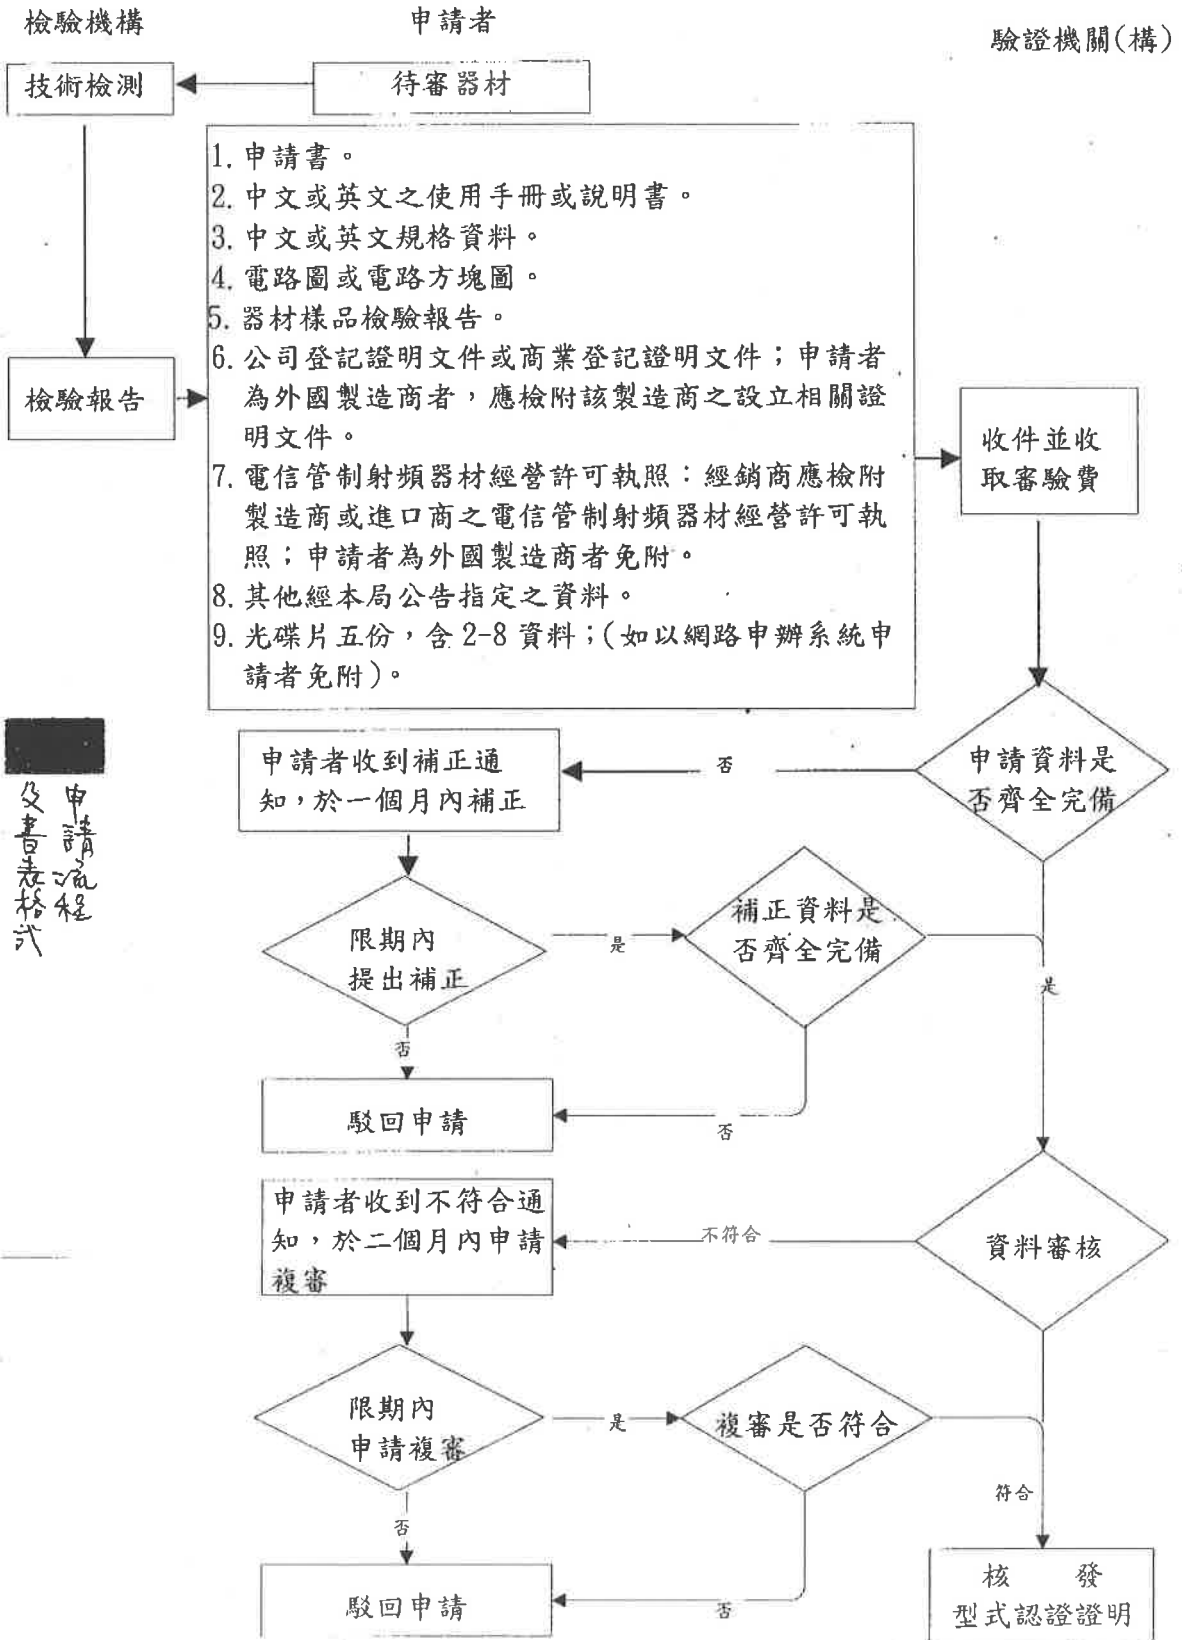 檢驗機構
申請者
驗證機關(構)
技術檢測
待審器材
1. 申請書。
2. 中文或英文之使用手冊或說明書。
3. 中文或英文規格資料。
4. 電路圖或電路方塊圖。
5. 器材樣品檢驗報告。
6. 公司登記證明文件或商業登記證明文件；申請者
為外國製造商者，應檢附該製造商之設立相關證
明文件。
7. 電信管制射頻器材經營許可執照：經銷商應檢附
製造商或進口商之電信管制射頻器材經營許可執
照；申請者為外國製造商者免附。
8. 其他經本局公告指定之資料。
9. 光碟片五份，含 2-8 資料；(如以網路申辦系統申
請者免附)。
檢驗報告
收件並收
取審驗費
申請資料是
否齊全完備
否
申請者收到補正通
知，於一個月內補正
申請流程
及書表格式
限期內
提出補正
是
補正資料是
否齊全完備
是
否
駁回申請
否
申請者收到不符合通
知，於二個月內申請
複審
不符合
資料審核
限期內
申請複審
是
複審是否符合
符合
否
駁回申請
否
核 發
型式認證證明